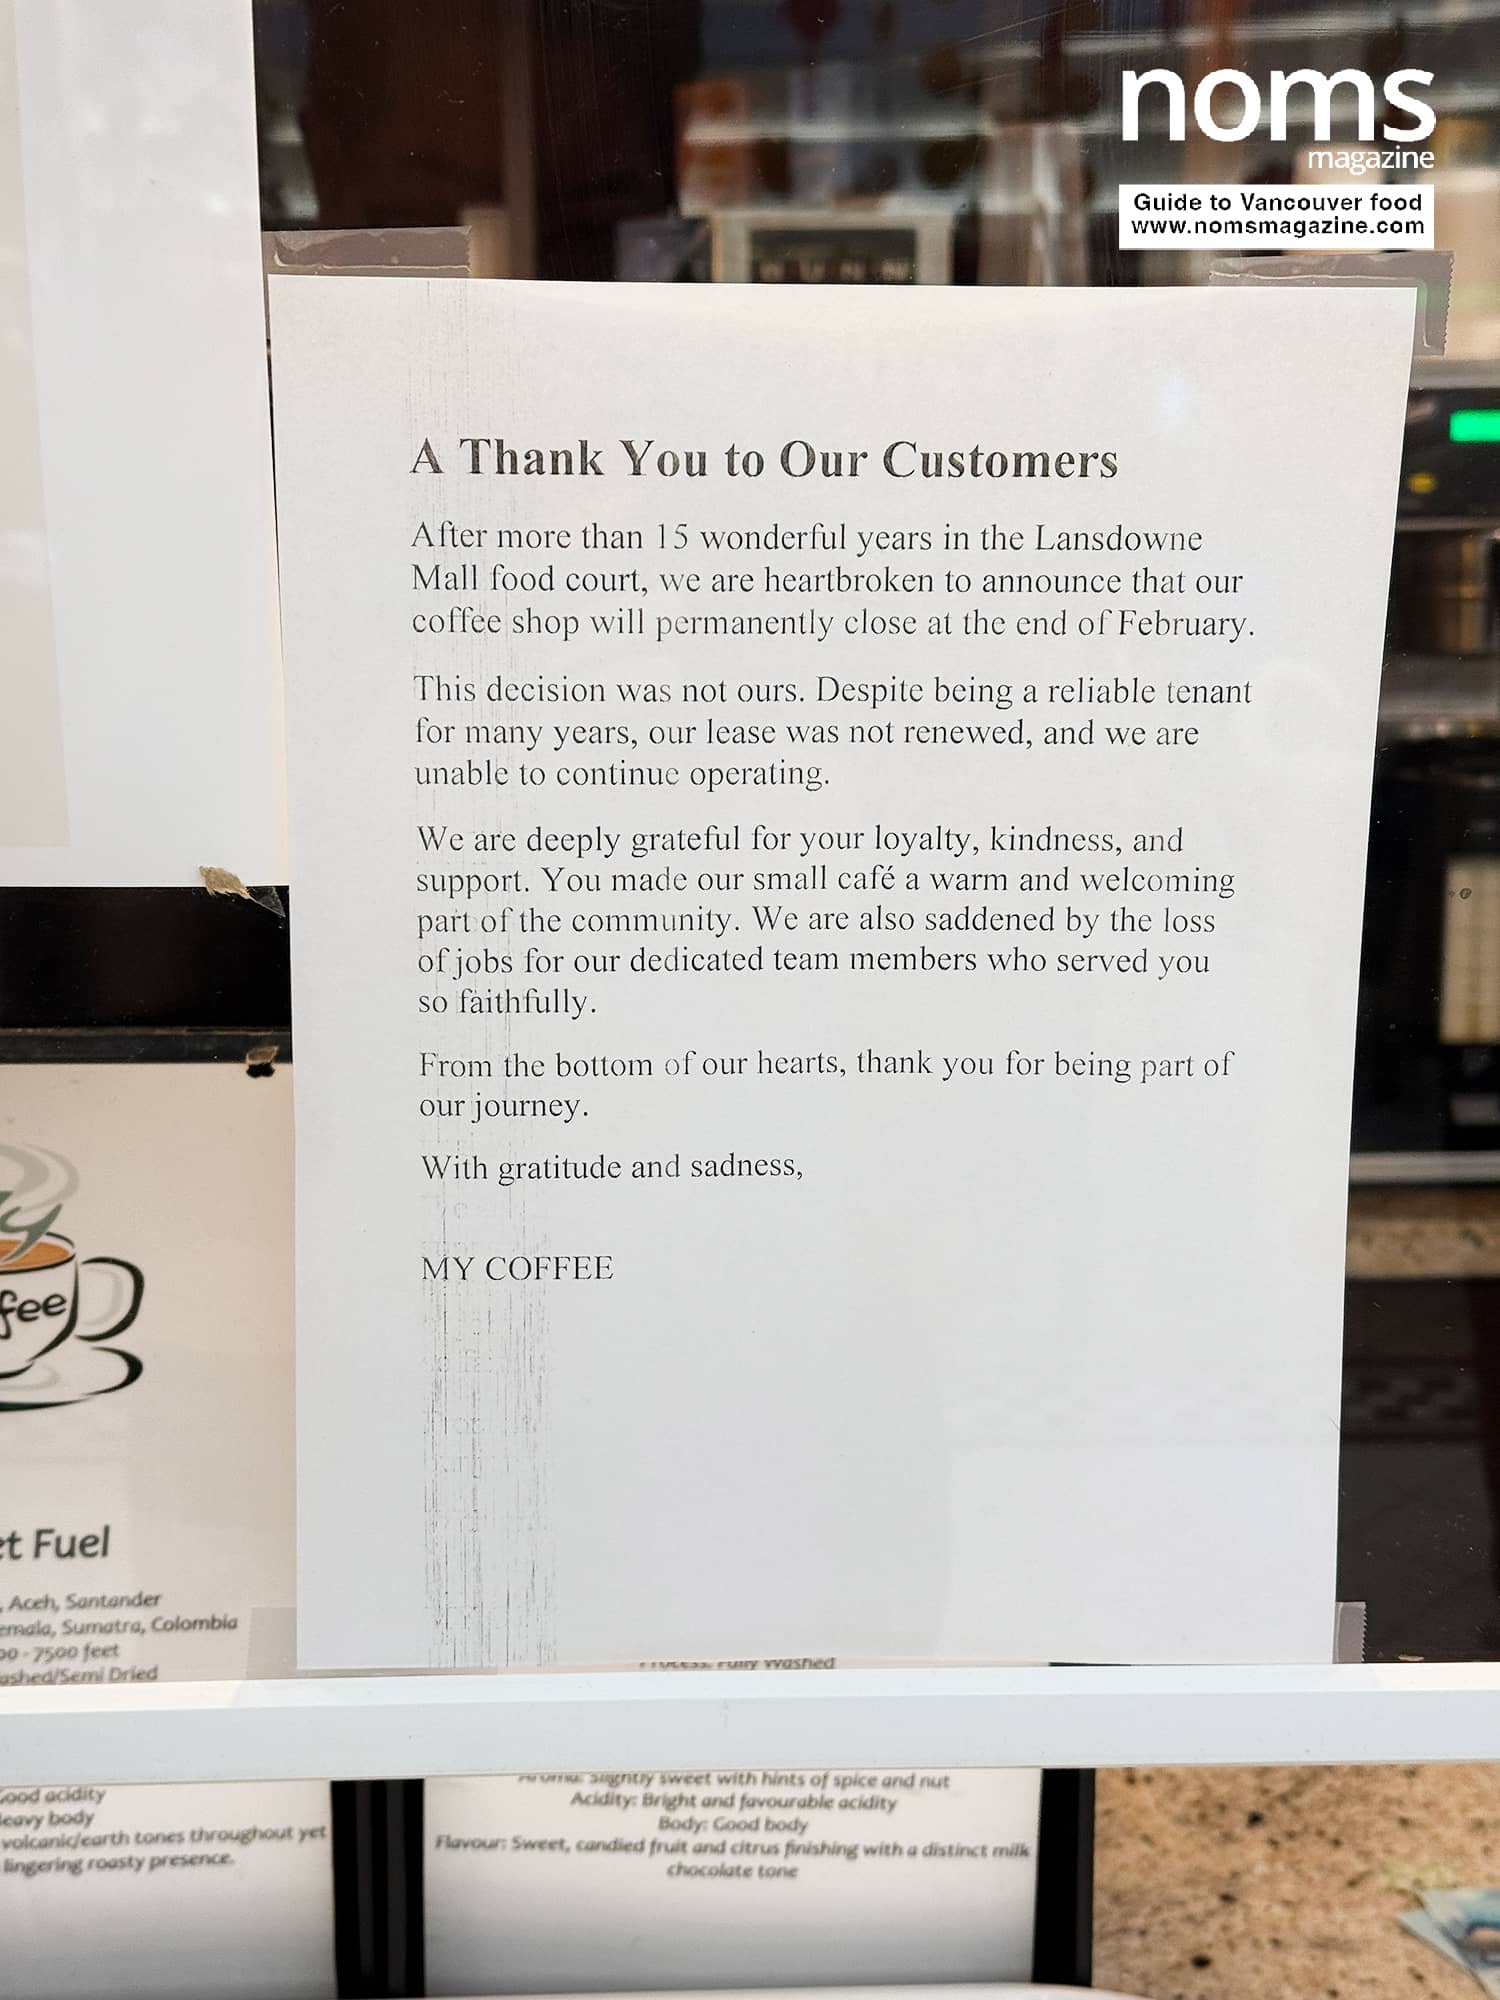 noms
magazine
Guide to Vancouver food
www.nomsmagazine.com
A Thank You to Our Customers
After more than 15 wonderful years in the Lansdowne
Mall food court, we are heartbroken to announce that our
coffee shop will permanently close at the end of February.
This decision was not ours. Despite being a reliable tenant
for many years, our lease was not renewed, and we are
unable to continue operating.
We are deeply grateful for your loyalty, kindness, and
support. You made our small café a warm and welcoming
part of the community. We are also saddened by the loss
of jobs for our dedicated team members who served you
so faithfully.
From the bottom of our hearts, thank you for being part of
our journey.
With gratitude and sadness,
MY COFFEE
fee
Fuel
Aceh, Santander
Sumatra, Colombia
7500 feet
Dried
Process: Fully Washed
acidity
body
volcanic/earth tones throughout yet
lingering roasty presence.
Aroma: Slightly sweet with hints of spice and nut
Acidity: Bright and favourable acidity
Body: Good body
Flavour: Sweet, candied fruit and citrus finishing with a distinct milk
chocolate tone